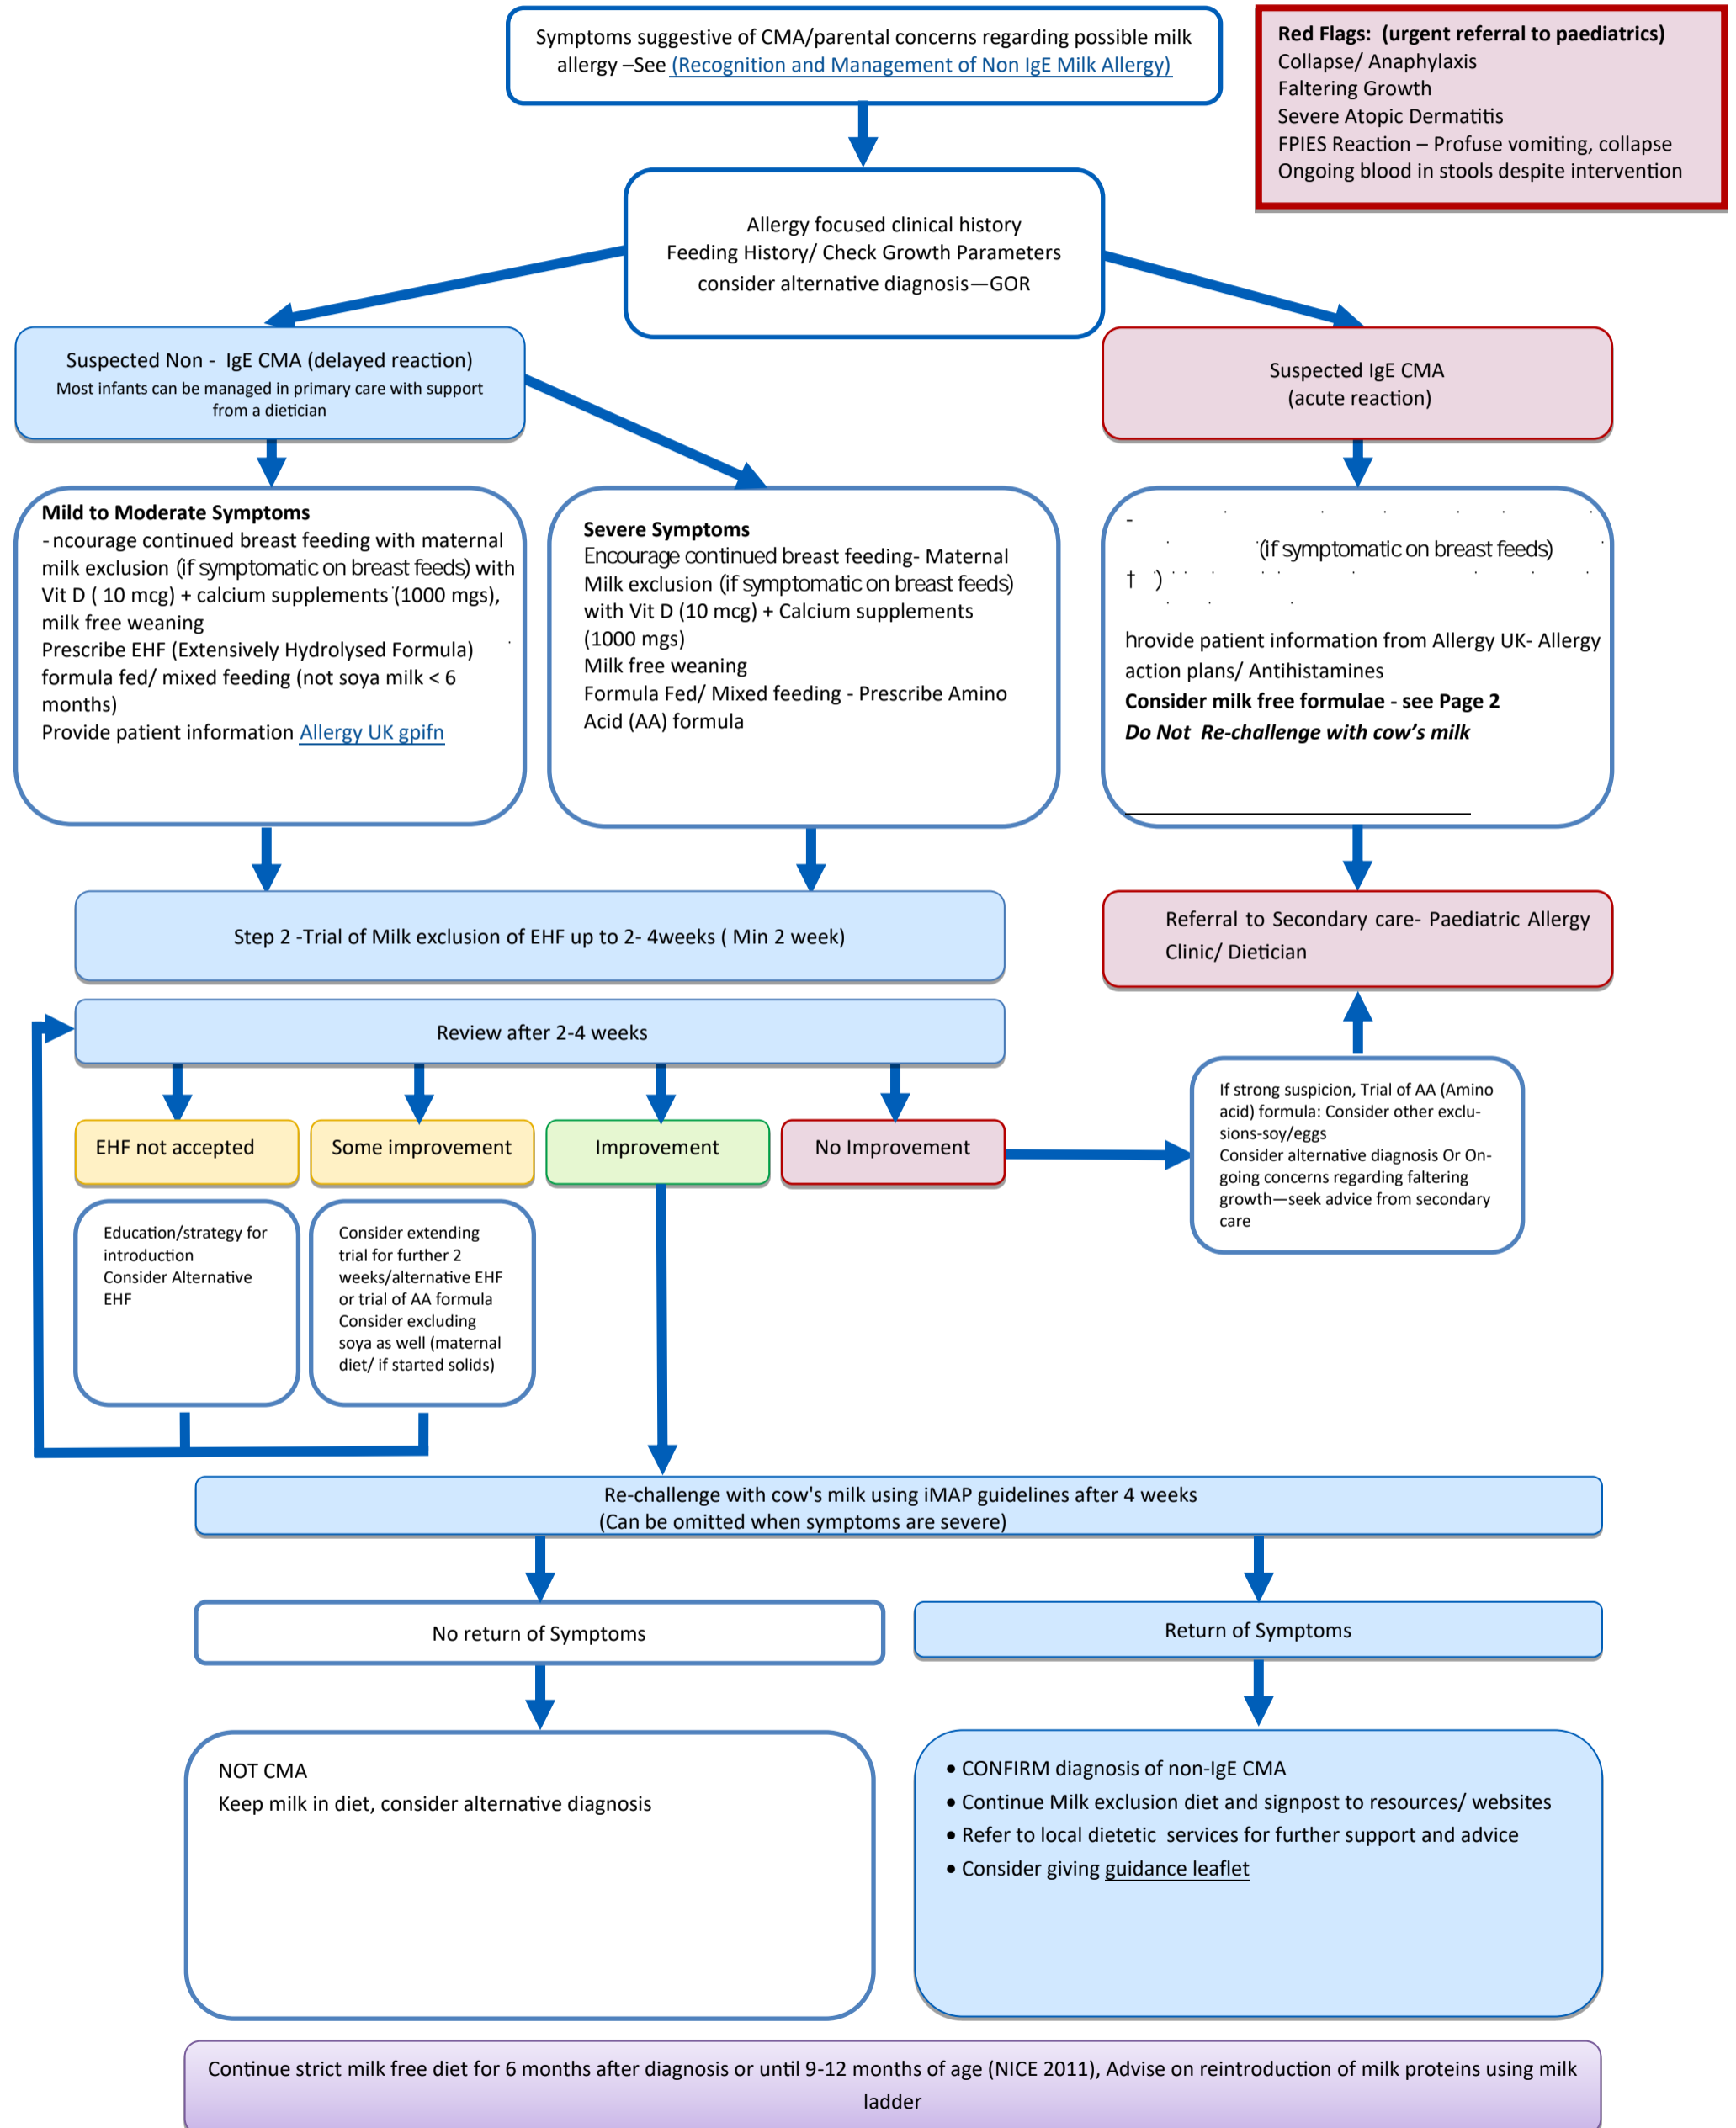 Symptoms suggestive of CMA/parental concerns regarding possible milk
allergy –See (Recognition and Management of Non IgE Milk Allergy)
Red Flags:  (urgent referral to paediatrics)
Collapse/ Anaphylaxis
Faltering Growth
Severe Atopic Dermatitis
FPIES Reaction – Profuse vomiting, collapse
Ongoing blood in stools despite intervention
Allergy focused clinical history
Feeding History/ Check Growth Parameters
consider alternative diagnosis—GOR
Suspected Non -  IgE CMA (delayed reaction)
Most infants can be managed in primary care with support
from a dietician
Suspected IgE CMA
(acute reaction)
Mild to Moderate Symptoms
-ncourage continued breast feeding with maternal
milk exclusion (if symptomatic on breast feeds) with
Vit D ( 10 mcg) + calcium supplements (1000 mgs),
milk free weaning
Prescribe EHF (Extensively Hydrolysed Formula)
formula fed/ mixed feeding (not soya milk < 6
months)
Provide patient information Allergy UK gpifn
Severe Symptoms
Encourage continued breast feeding- Maternal
Milk exclusion (if symptomatic on breast feeds)
with Vit D (10 mcg) + Calcium supplements
(1000 mgs)
Milk free weaning
Formula Fed/ Mixed feeding - Prescribe Amino
Acid (AA) formula
(if symptomatic on breast feeds)
hrovide patient information from Allergy UK- Allergy
action plans/ Antihistamines
Consider milk free formulae - see Page 2
Do Not  Re-challenge with cow's milk
Step 2 -Trial of Milk exclusion of EHF up to 2- 4weeks ( Min 2 week)
Referral to Secondary care- Paediatric Allergy
Clinic/ Dietician
Review after 2-4 weeks
EHF not accepted
Some improvement
Improvement
No Improvement
If strong suspicion, Trial of AA (Amino
acid) formula: Consider other exclu-
sions-soy/eggs
Consider alternative diagnosis Or On-
going concerns regarding faltering
growth—seek advice from secondary
care
Education/strategy for
introduction
Consider Alternative
EHF
Consider extending
trial for further 2
weeks/alternative EHF
or trial of AA formula
Consider excluding
soya as well (maternal
diet/ if started solids)
Re-challenge with cow's milk using iMAP guidelines after 4 weeks
(Can be omitted when symptoms are severe)
No return of Symptoms
Return of Symptoms
NOT CMA
Keep milk in diet, consider alternative diagnosis
• CONFIRM diagnosis of non-IgE CMA
• Continue Milk exclusion diet and signpost to resources/ websites
• Refer to local dietetic  services for further support and advice
• Consider giving guidance leaflet
Continue strict milk free diet for 6 months after diagnosis or until 9-12 months of age (NICE 2011), Advise on reintroduction of milk proteins using milk
ladder